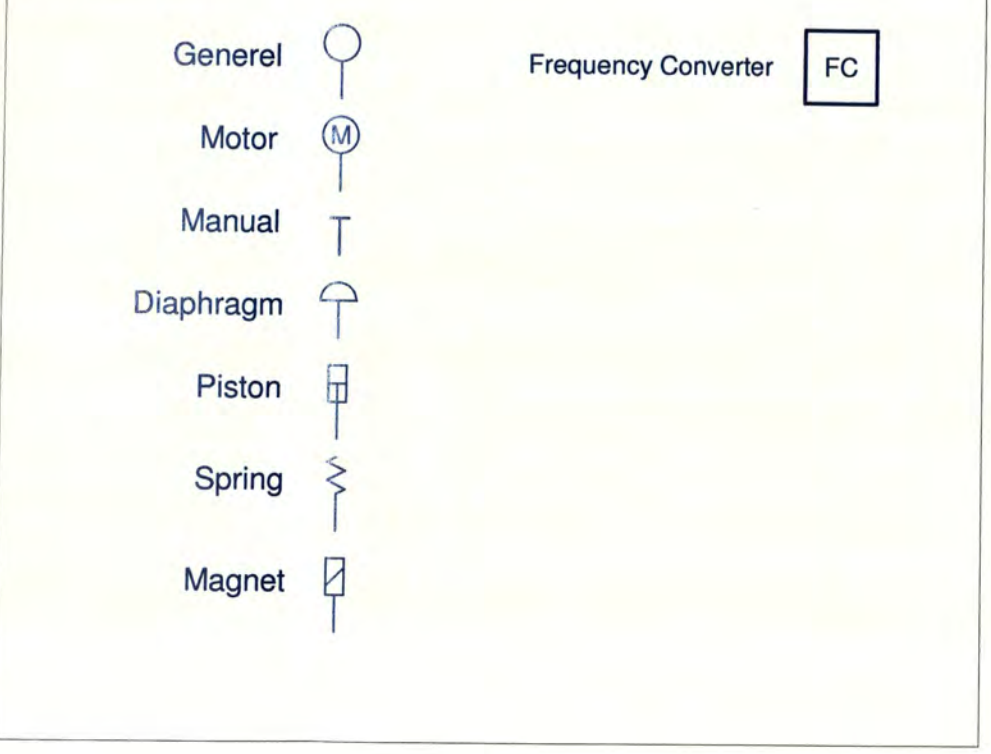 Generel
Motor
M
Manual
Diaphragm
Piston
Spring
Magnet
Frequency Converter
FC